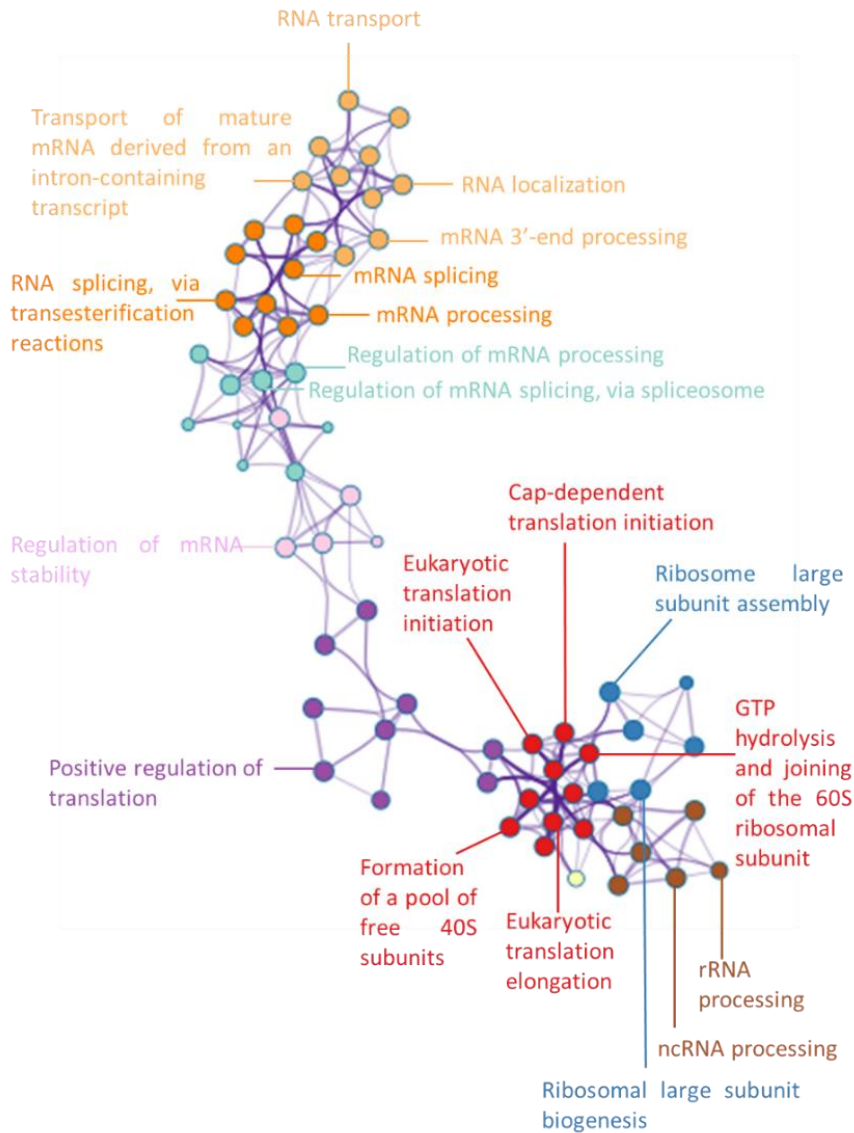 RNA transport
Transport of mature
mRNA derived from an
intron-containing
transcript
RNA localization
mRNA 3′-end processing
mRNA splicing
RNA splicing, via
transesterification
reactions
mRNA processing
Regulation of mRNA processing
Regulation of mRNA splicing, via spliceosome
Cap-dependent
translation initiation
Regulation of mRNA
stability
Eukaryotic
translation
initiation
Ribosome large
subunit assembly
GTP
hydrolysis
and joining
of the 60S
ribosomal
subunit
Positive regulation of
translation
Formation
of a pool of
free 40S
subunits
Eukaryotic
translation
elongation
rRNA
processing
ncRNA processing
Ribosomal large subunit
biogenesis